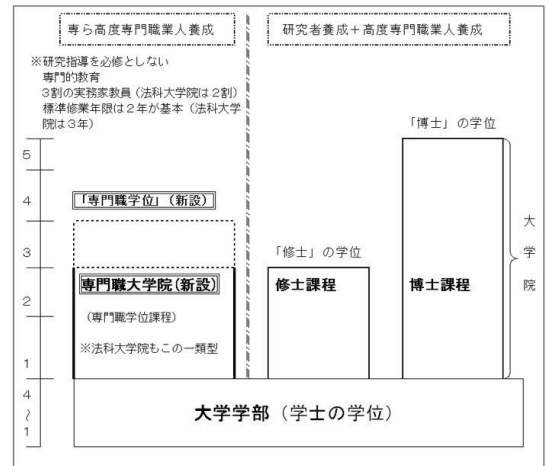 専ら高度専門職業人養成
研究者養成＋高度専門職業人養成
※研究指導を必修としない
専門的教育
3割の実務家教員（法科大学院は２割）
標準修業年限は２年が基本（法科大学
院は３年）
「博士」の学位
5
4
「専門職学位」（新設）
大学院
3
「修士」の学位
専門職大学院（新設）
修士課程
博士課程
2
（専門職学位課程）
※法科大学院もこの一類型
1
4
～
1
大学学部（学士の学位）